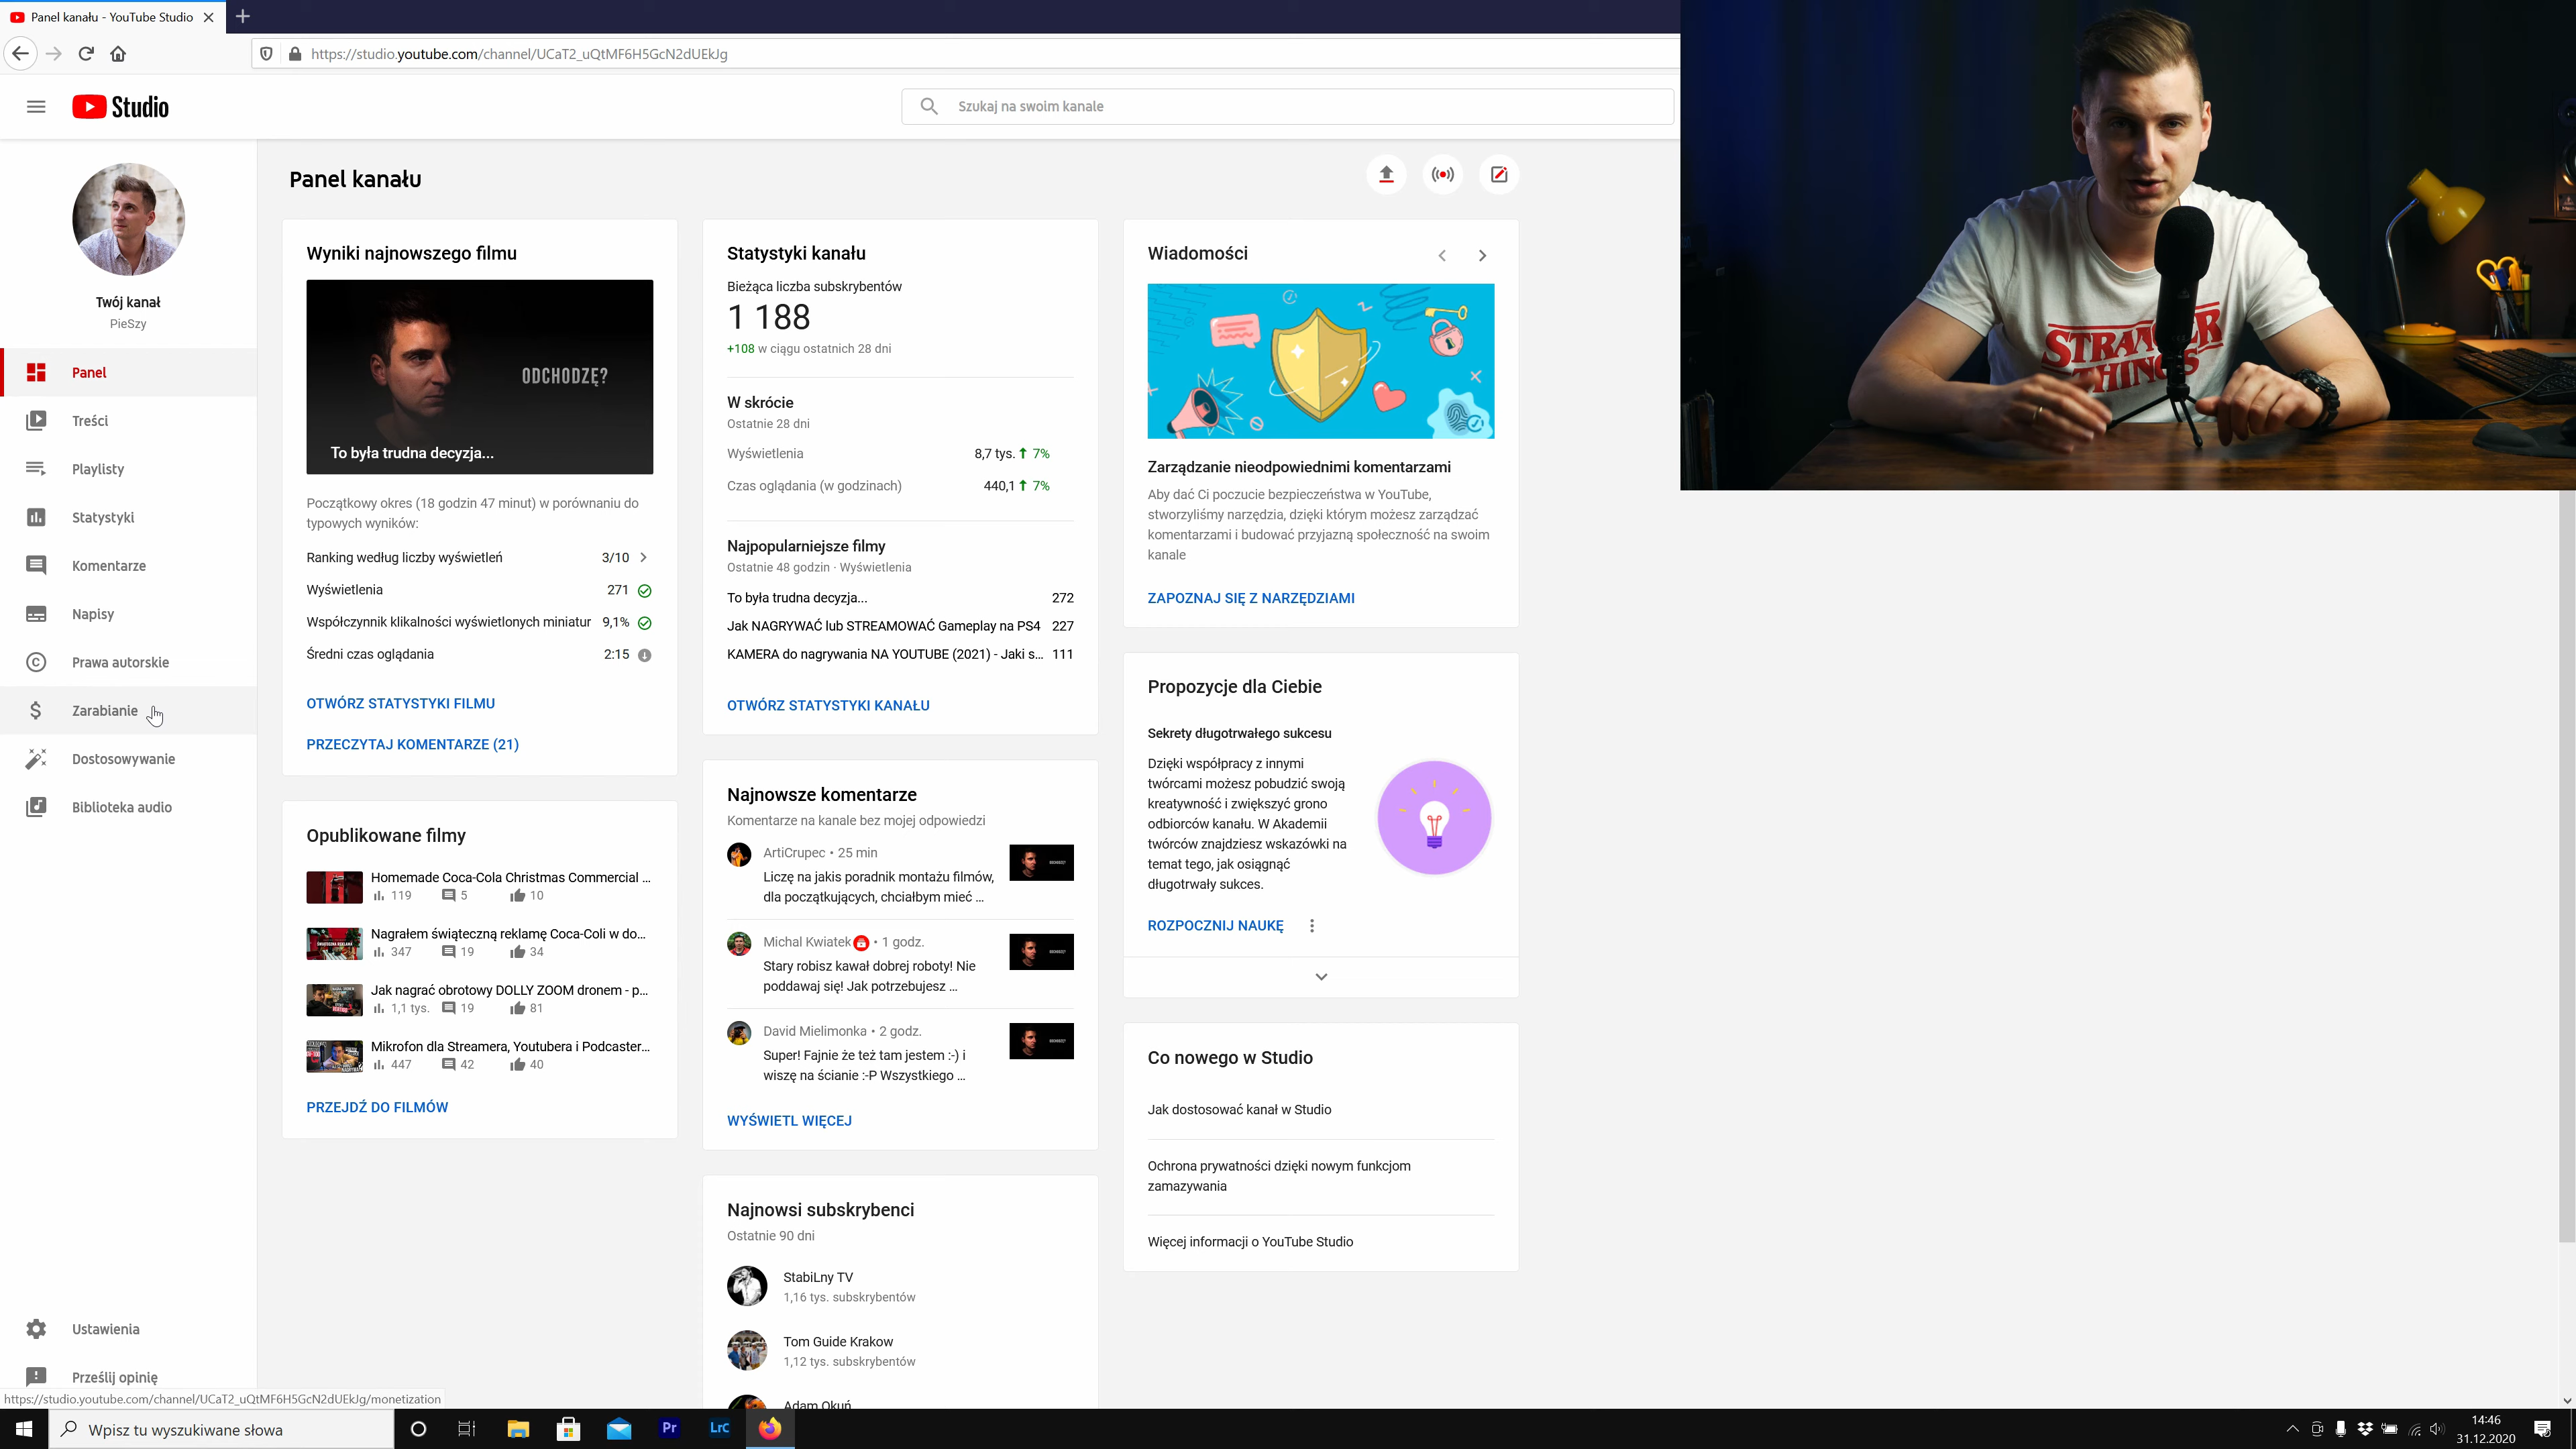 Panel kanału - YouTube Studio
https://studio.youtube.com/channel/UCaT2_uQtMF6H5GcN2dUEkJg
Studio
Szukaj na swoim kanale
Twój kanał
PieSzy
Panel
Treści
Playlisty
Statystyki
Komentarze
Napisy
Prawa autorskie
Zarabianie
Dostosowywanie
Biblioteka audio
Ustawienia
Prześlij opinię
https://studio.youtube.com/channel/UCaT2_uQtMF6H5GcN2dUEkJg/monetization
Panel kanału
Wyniki najnowszego filmu
ODCHODZĘ?
To była trudna decyzja...
Początkowy okres (18 godzin 47 minut) w porównaniu do
typowych wyników:
Ranking według liczby wyświetleń 3/10
Wyświetlenia 271
Współczynnik klikalności wyświetlonych miniatur 9,1%
Średni czas oglądania 2:15
OTWÓRZ STATYSTYKI FILMU
PRZECZYTAJ KOMENTARZE (21)
Opublikowane filmy
Homemade Coca-Cola Christmas Commercial ...
119 5 10
Nagrałem świąteczną reklamę Coca-Coli w do...
347 19 34
Jak nagrać obrotowy DOLLY ZOOM dronem - p...
1,1 tys. 19 81
Mikrofon dla Streamera, Youtubera i Podcaster...
447 42 40
PRZEJDŹ DO FILMÓW
Statystyki kanału
Bieżąca liczba subskrybentów
1 188
+108 w ciągu ostatnich 28 dni
W skrócie
Ostatnie 28 dni
Wyświetlenia 8,7 tys. 7%
Czas oglądania (w godzinach) 440,1 7%
Najpopularniejsze filmy
Ostatnie 48 godzin · Wyświetlenia
To była trudna decyzja... 272
Jak NAGRYWAĆ lub STREAMOWAĆ Gameplay na PS4 227
KAMERA do nagrywania NA YOUTUBE (2021) - Jaki s... 111
OTWÓRZ STATYSTYKI KANAŁU
Najnowsze komentarze
Komentarze na kanale bez mojej odpowiedzi
ArtiCrupec • 25 min
Liczę na jakis poradnik montażu filmów,
dla początkujących, chciałbym mieć ...
Michal Kwiatek • 1 godz.
Stary robisz kawał dobrej roboty! Nie
poddawaj się! Jak potrzebujesz ...
David Mielimonka • 2 godz.
Super! Fajnie że też tam jestem :-) i
wiszę na ścianie :-P Wszystkiego ...
WYŚWIETL WIĘCEJ
Najnowsi subskrybenci
Ostatnie 90 dni
StabiLny TV
1,16 tys. subskrybentów
Tom Guide Krakow
1,12 tys. subskrybentów
Adam Okuń
Wiadomości
Zarządzanie nieodpowiednimi komentarzami
Aby dać Ci poczucie bezpieczeństwa w YouTube,
stworzyliśmy narzędzia, dzięki którym możesz zarządzać
komentarzami i budować przyjazną społeczność na swoim
kanale
ZAPOZNAJ SIĘ Z NARZĘDZIAMI
Propozycje dla Ciebie
Sekrety długotrwałego sukcesu
Dzięki współpracy z innymi
twórcami możesz pobudzić swoją
kreatywność i zwiększyć grono
odbiorców kanału. W Akademii
twórców znajdziesz wskazówki na
temat tego, jak osiągnąć
długotrwały sukces.
ROZPOCZNIJ NAUKĘ
Co nowego w Studio
Jak dostosować kanał w Studio
Ochrona prywatności dzięki nowym funkcjom
zamazywania
Więcej informacji o YouTube Studio
STRANGER
THINGS
Wpisz tu wyszukiwane słowa
Pr
LrC
14:46
31.12.2020